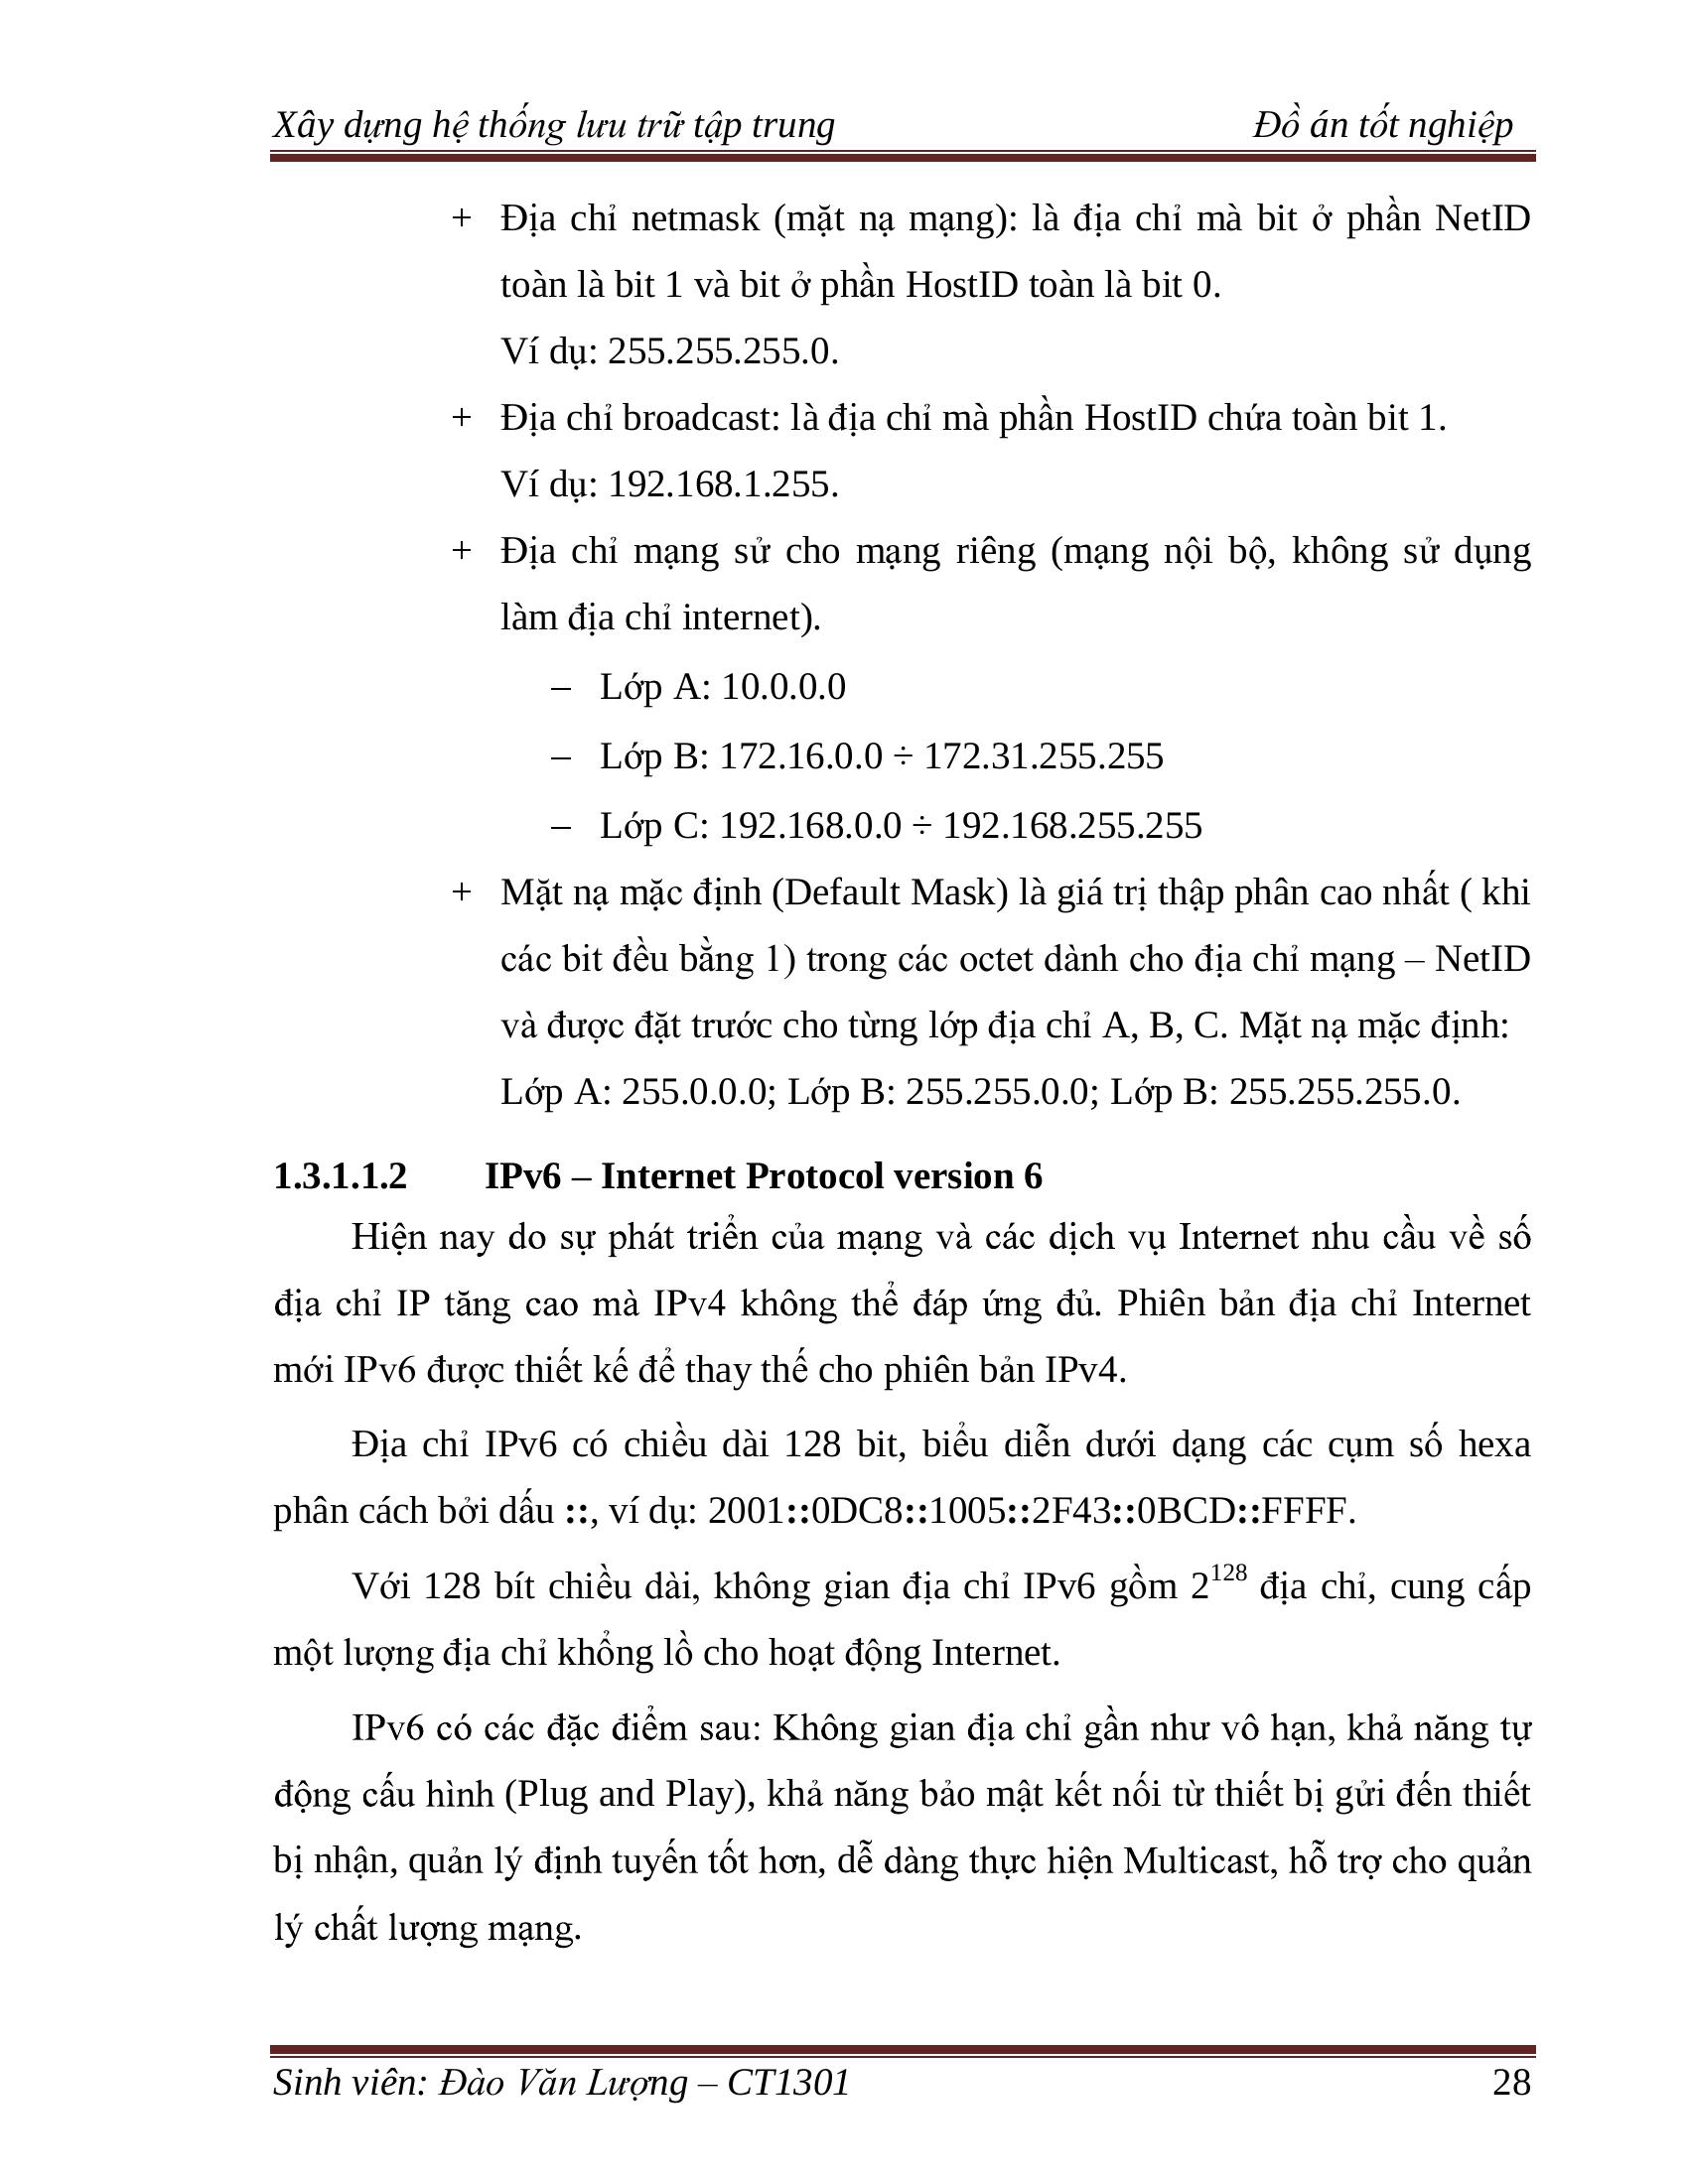 Xây dựng hệ thống lưu trữ tập trung Đồ án tốt nghiệp
+ Địa chỉ netmask (mặt nạ mạng): là địa chỉ mà bit ở phần NetID
toàn là bit 1 và bit ở phần HostID toàn là bit 0.
Ví dụ: 255.255.255.0.
+ Địa chỉ broadcast: là địa chỉ mà phần HostID chứa toàn bit 1.
Ví dụ: 192.168.1.255.
+ Địa chỉ mạng sử cho mạng riêng (mạng nội bộ, không sử dụng
làm địa chỉ internet).
– Lớp A: 10.0.0.0
– Lớp B: 172.16.0.0 ÷ 172.31.255.255
– Lớp C: 192.168.0.0 ÷ 192.168.255.255
+ Mặt nạ mặc định (Default Mask) là giá trị thập phân cao nhất ( khi
các bit đều bằng 1) trong các octet dành cho địa chỉ mạng – NetID
và được đặt trước cho từng lớp địa chỉ A, B, C. Mặt nạ mặc định:
Lớp A: 255.0.0.0; Lớp B: 255.255.0.0; Lớp B: 255.255.255.0.
1.3.1.1.2 IPv6 – Internet Protocol version 6
Hiện nay do sự phát triển của mạng và các dịch vụ Internet nhu cầu về số
địa chỉ IP tăng cao mà IPv4 không thể đáp ứng đủ. Phiên bản địa chỉ Internet
mới IPv6 được thiết kế để thay thế cho phiên bản IPv4.
Địa chỉ IPv6 có chiều dài 128 bit, biểu diễn dưới dạng các cụm số hexa
phân cách bởi dấu ::, ví dụ: 2001::0DC8::1005::2F43::0BCD::FFFF.
Với 128 bít chiều dài, không gian địa chỉ IPv6 gồm 2¹²⁸ địa chỉ, cung cấp
một lượng địa chỉ khổng lồ cho hoạt động Internet.
IPv6 có các đặc điểm sau: Không gian địa chỉ gần như vô hạn, khả năng tự
động cấu hình (Plug and Play), khả năng bảo mật kết nối từ thiết bị gửi đến thiết
bị nhận, quản lý định tuyến tốt hơn, dễ dàng thực hiện Multicast, hỗ trợ cho quản
lý chất lượng mạng.
Sinh viên: Đào Văn Lượng – CT1301 28